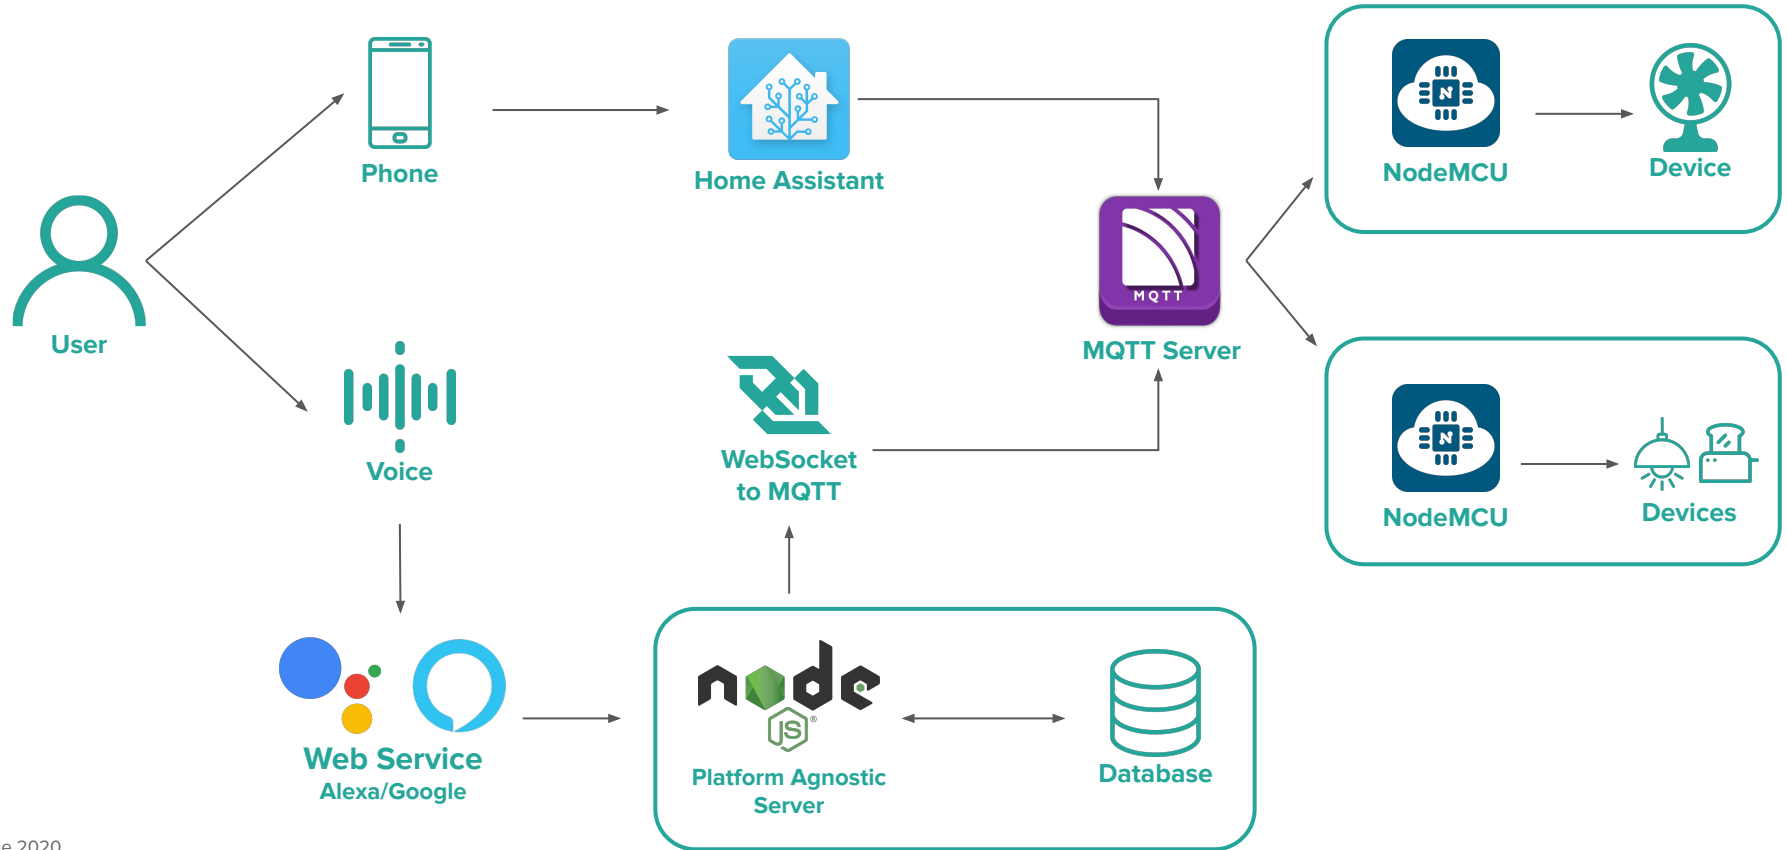 Phone
Home Assistant
NodeMCU
Device
MQTT
MQTT Server
User
Voice
WebSocket
to MQTT
NodeMCU
Devices
node
JS®
Web Service
Alexa/Google
Platform Agnostic
Server
Database
2020